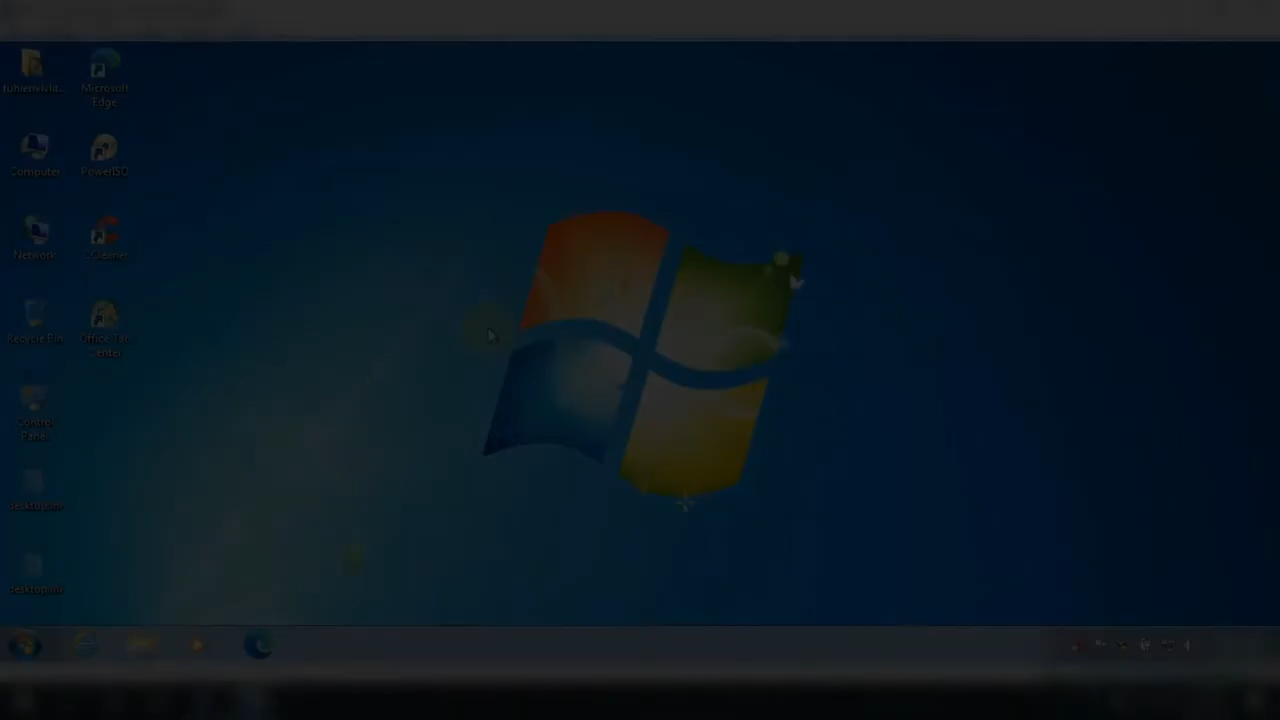 Microsoft
Edge
Computer
PowerISO
Network
CCleaner
Recycle Bin
Office Tab
Center
Control
Panel
desktop.ini
desktop.ini